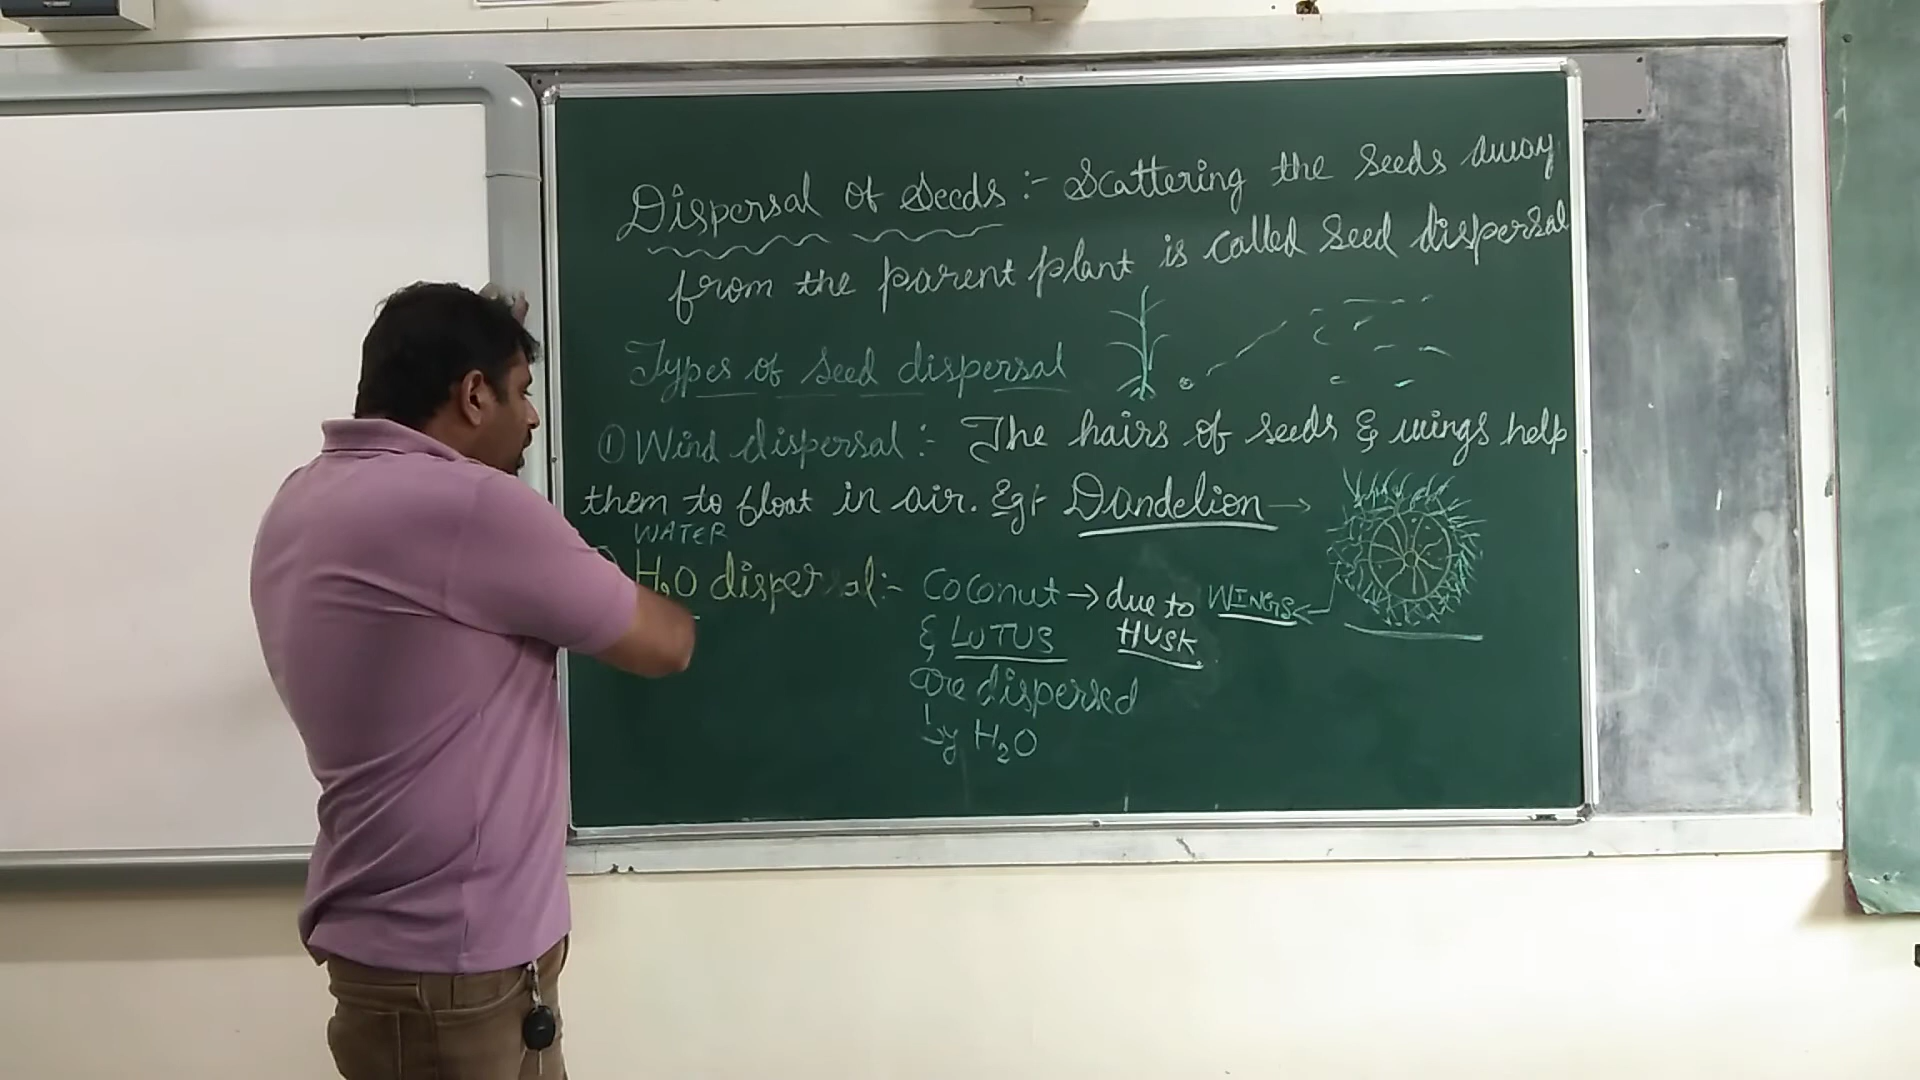 Dispersal of Seeds :- Scattering the seeds away
from the parent plant is called seed dispersal
Types of seed dispersal
① Wind dispersal :- The hairs of seeds & wings help
them to float in air. Eg:- Dandelion →
WATER
H₂O dispersal :- Coconut → due to WINGS
& LOTUS HUSK
are dispersed
by H₂O